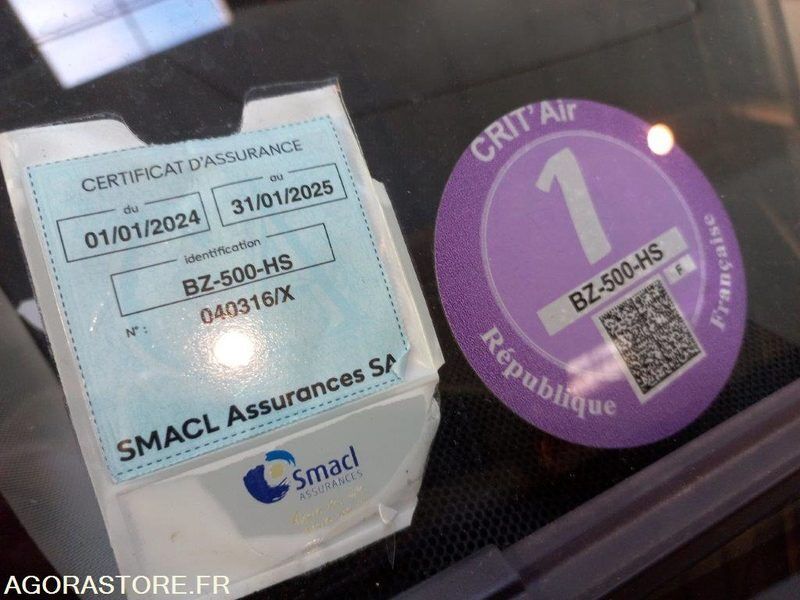 CERTIFICAT D'ASSURANCE
du
01/01/2024
au
31/01/2025
identification
BZ-500-HS
N° :
040316/X
SMACL Assurances SA
Smacl
ASSURANCES
CRIT'Air
1
BZ-500-HS
F
République
Française
AGORASTORE.FR